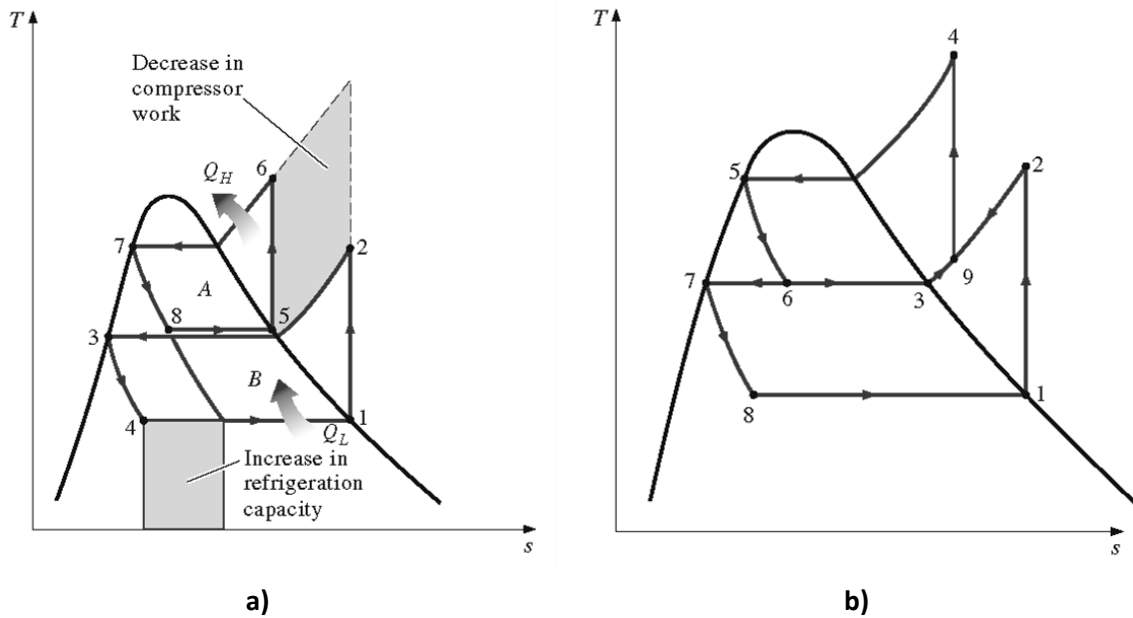 T
Decrease in
compressor
work
6
Q_H
7
2
A
8
5
3
B
4
1
Q_L
Increase in
refrigeration
capacity
s
a)
T
4
5
2
9
7
6
3
8
1
s
b)